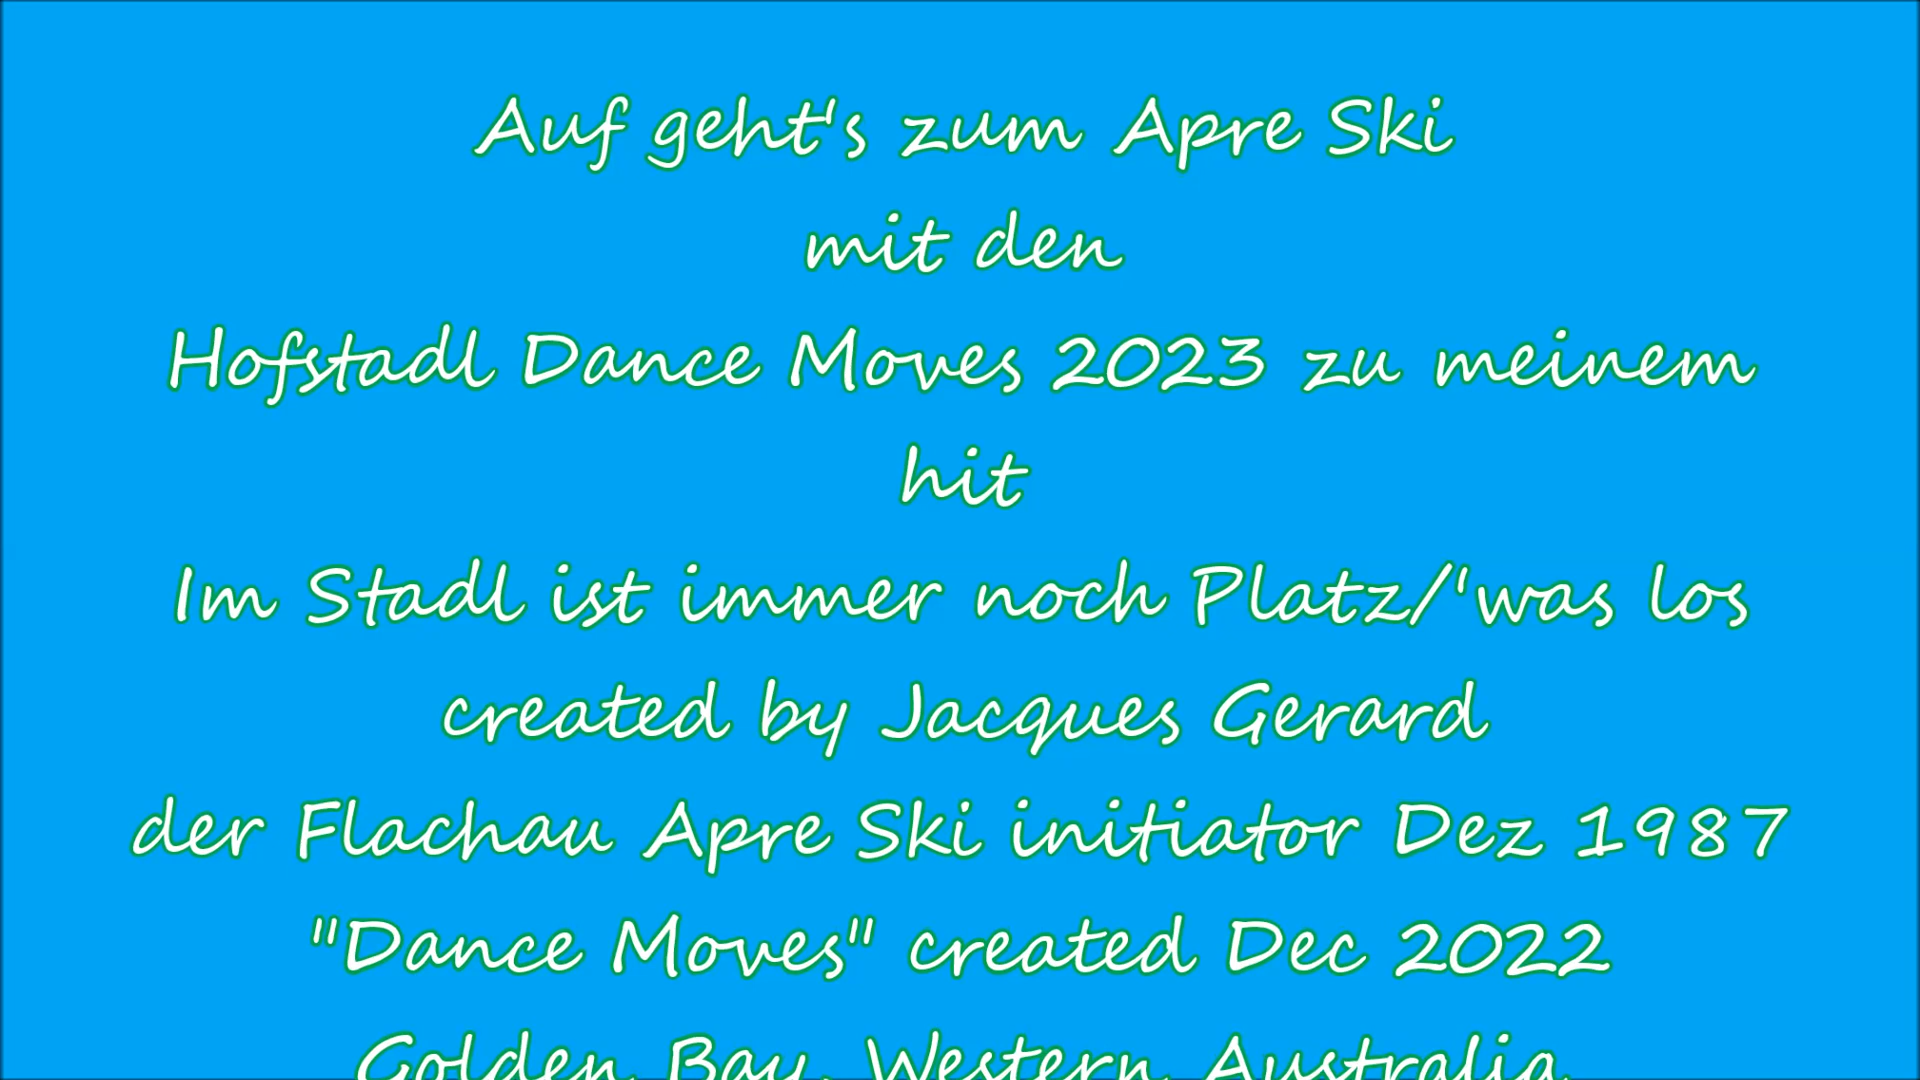 Auf geht's zum Apre Ski
mit den
Hofstadl Dance Moves 2023 zu meinem
hit
Im Stadl ist immer noch Platz/'was los
created by Jacques Gerard
der Flachau Apre Ski initiator Dez 1987
"Dance Moves" created Dec 2022
Golden Bay, Western Australia